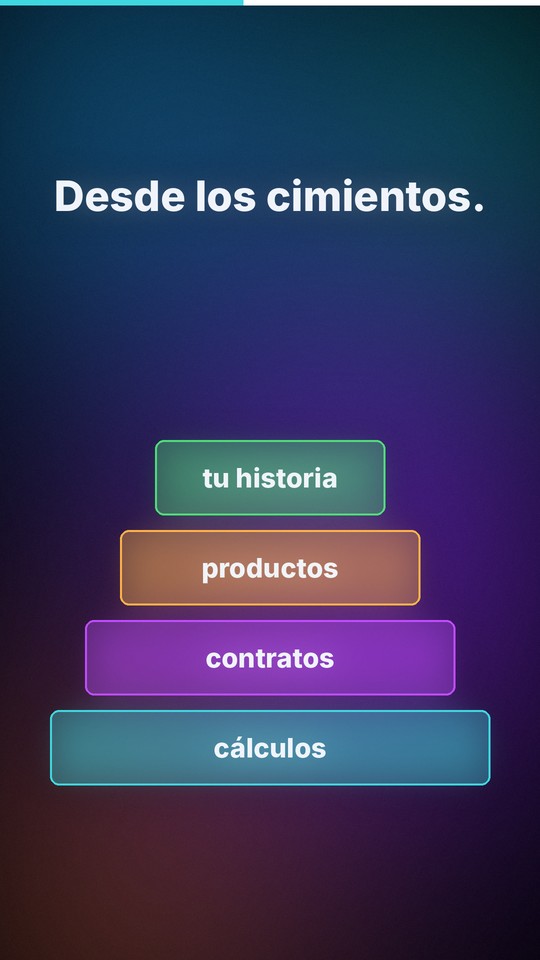 Desde los cimientos.
tu historia
productos
contratos
cálculos